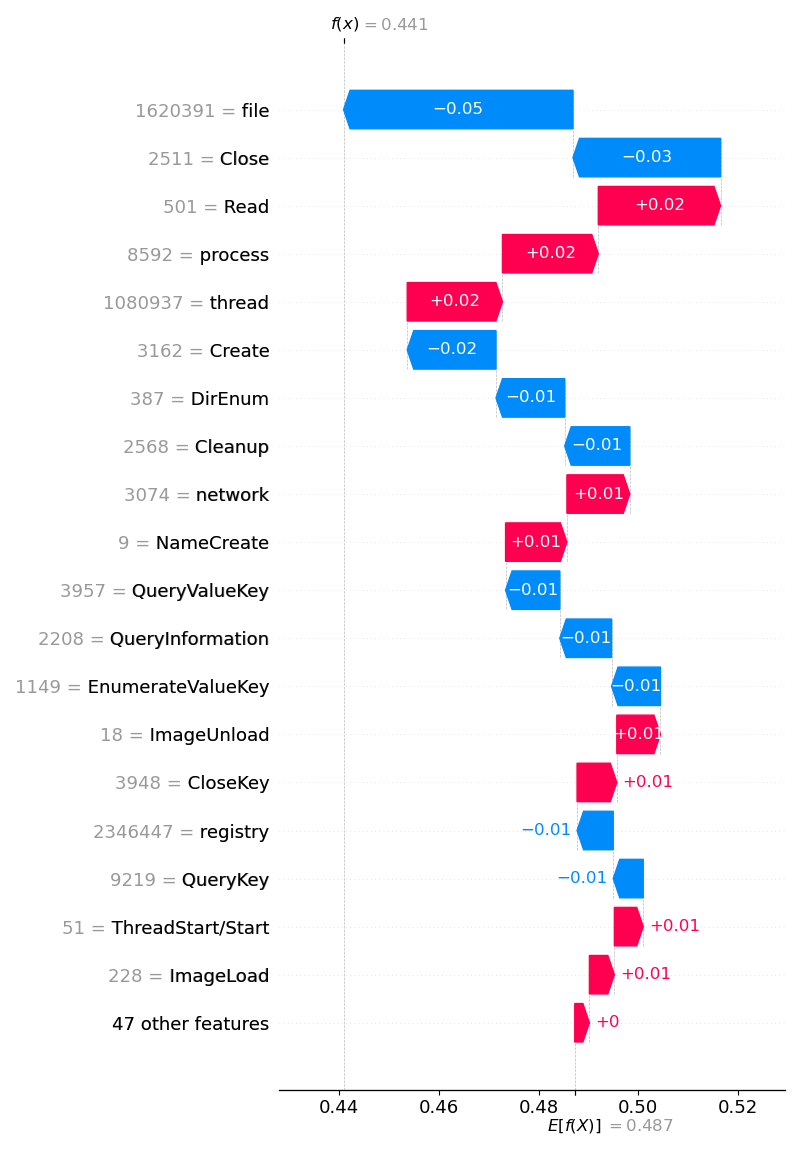 f(x) = 0.441
1620391 = file −0.05
2511 = Close −0.03
501 = Read +0.02
8592 = process +0.02
1080937 = thread +0.02
3162 = Create −0.02
387 = DirEnum −0.01
2568 = Cleanup −0.01
3074 = network +0.01
9 = NameCreate +0.01
3957 = QueryValueKey −0.01
2208 = QueryInformation −0.01
1149 = EnumerateValueKey −0.01
18 = ImageUnload +0.01
3948 = CloseKey +0.01
2346447 = registry −0.01
9219 = QueryKey −0.01
51 = ThreadStart/Start +0.01
228 = ImageLoad +0.01
47 other features +0
0.44 0.46 0.48 0.50 0.52
E[f(X)] = 0.487